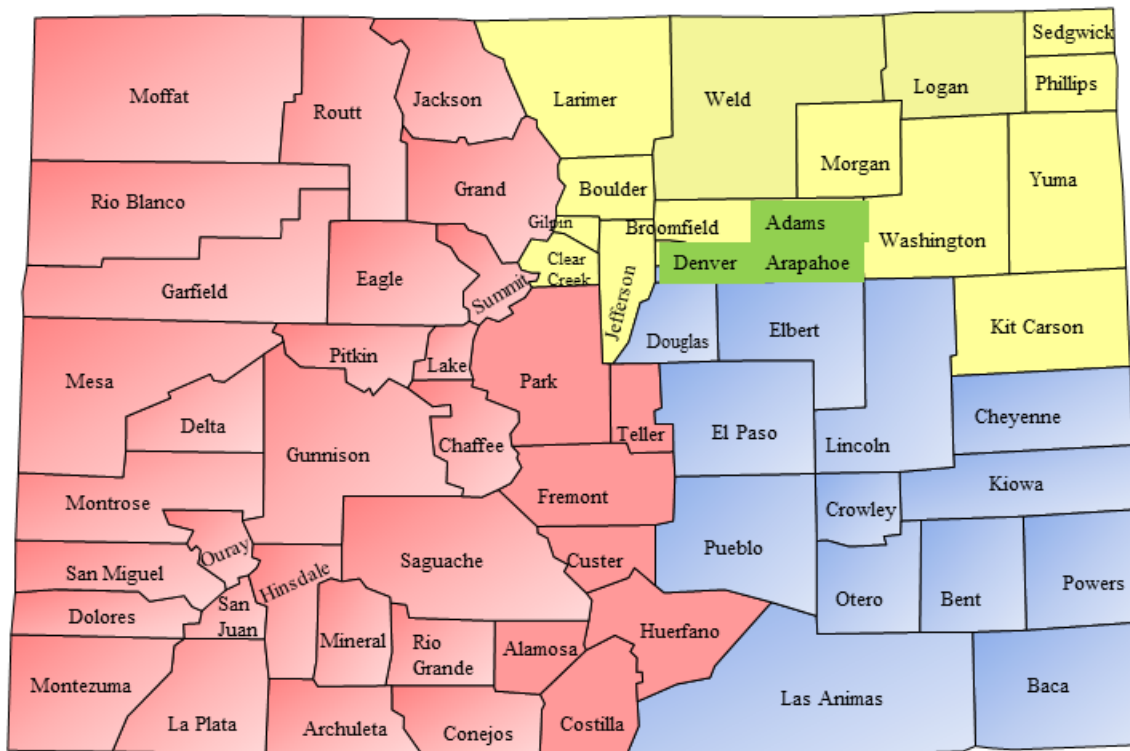 Sedgwick
Moffat
Routt
Jackson
Larimer
Weld
Logan
Phillips
Morgan
Yuma
Rio Blanco
Grand
Boulder
Gilpin
Broomfield
Adams
Washington
Garfield
Eagle
Summit
Clear
Creek
Jefferson
Denver
Arapahoe
Kit Carson
Mesa
Pitkin
Lake
Park
Douglas
Elbert
Delta
Gunnison
Chaffee
Teller
El Paso
Lincoln
Cheyenne
Montrose
Fremont
Crowley
Kiowa
Ouray
San Miguel
Hinsdale
Saguache
Custer
Pueblo
Otero
Bent
Powers
Dolores
San
Juan
Mineral
Rio
Grande
Alamosa
Huerfano
Montezuma
La Plata
Archuleta
Conejos
Costilla
Las Animas
Baca